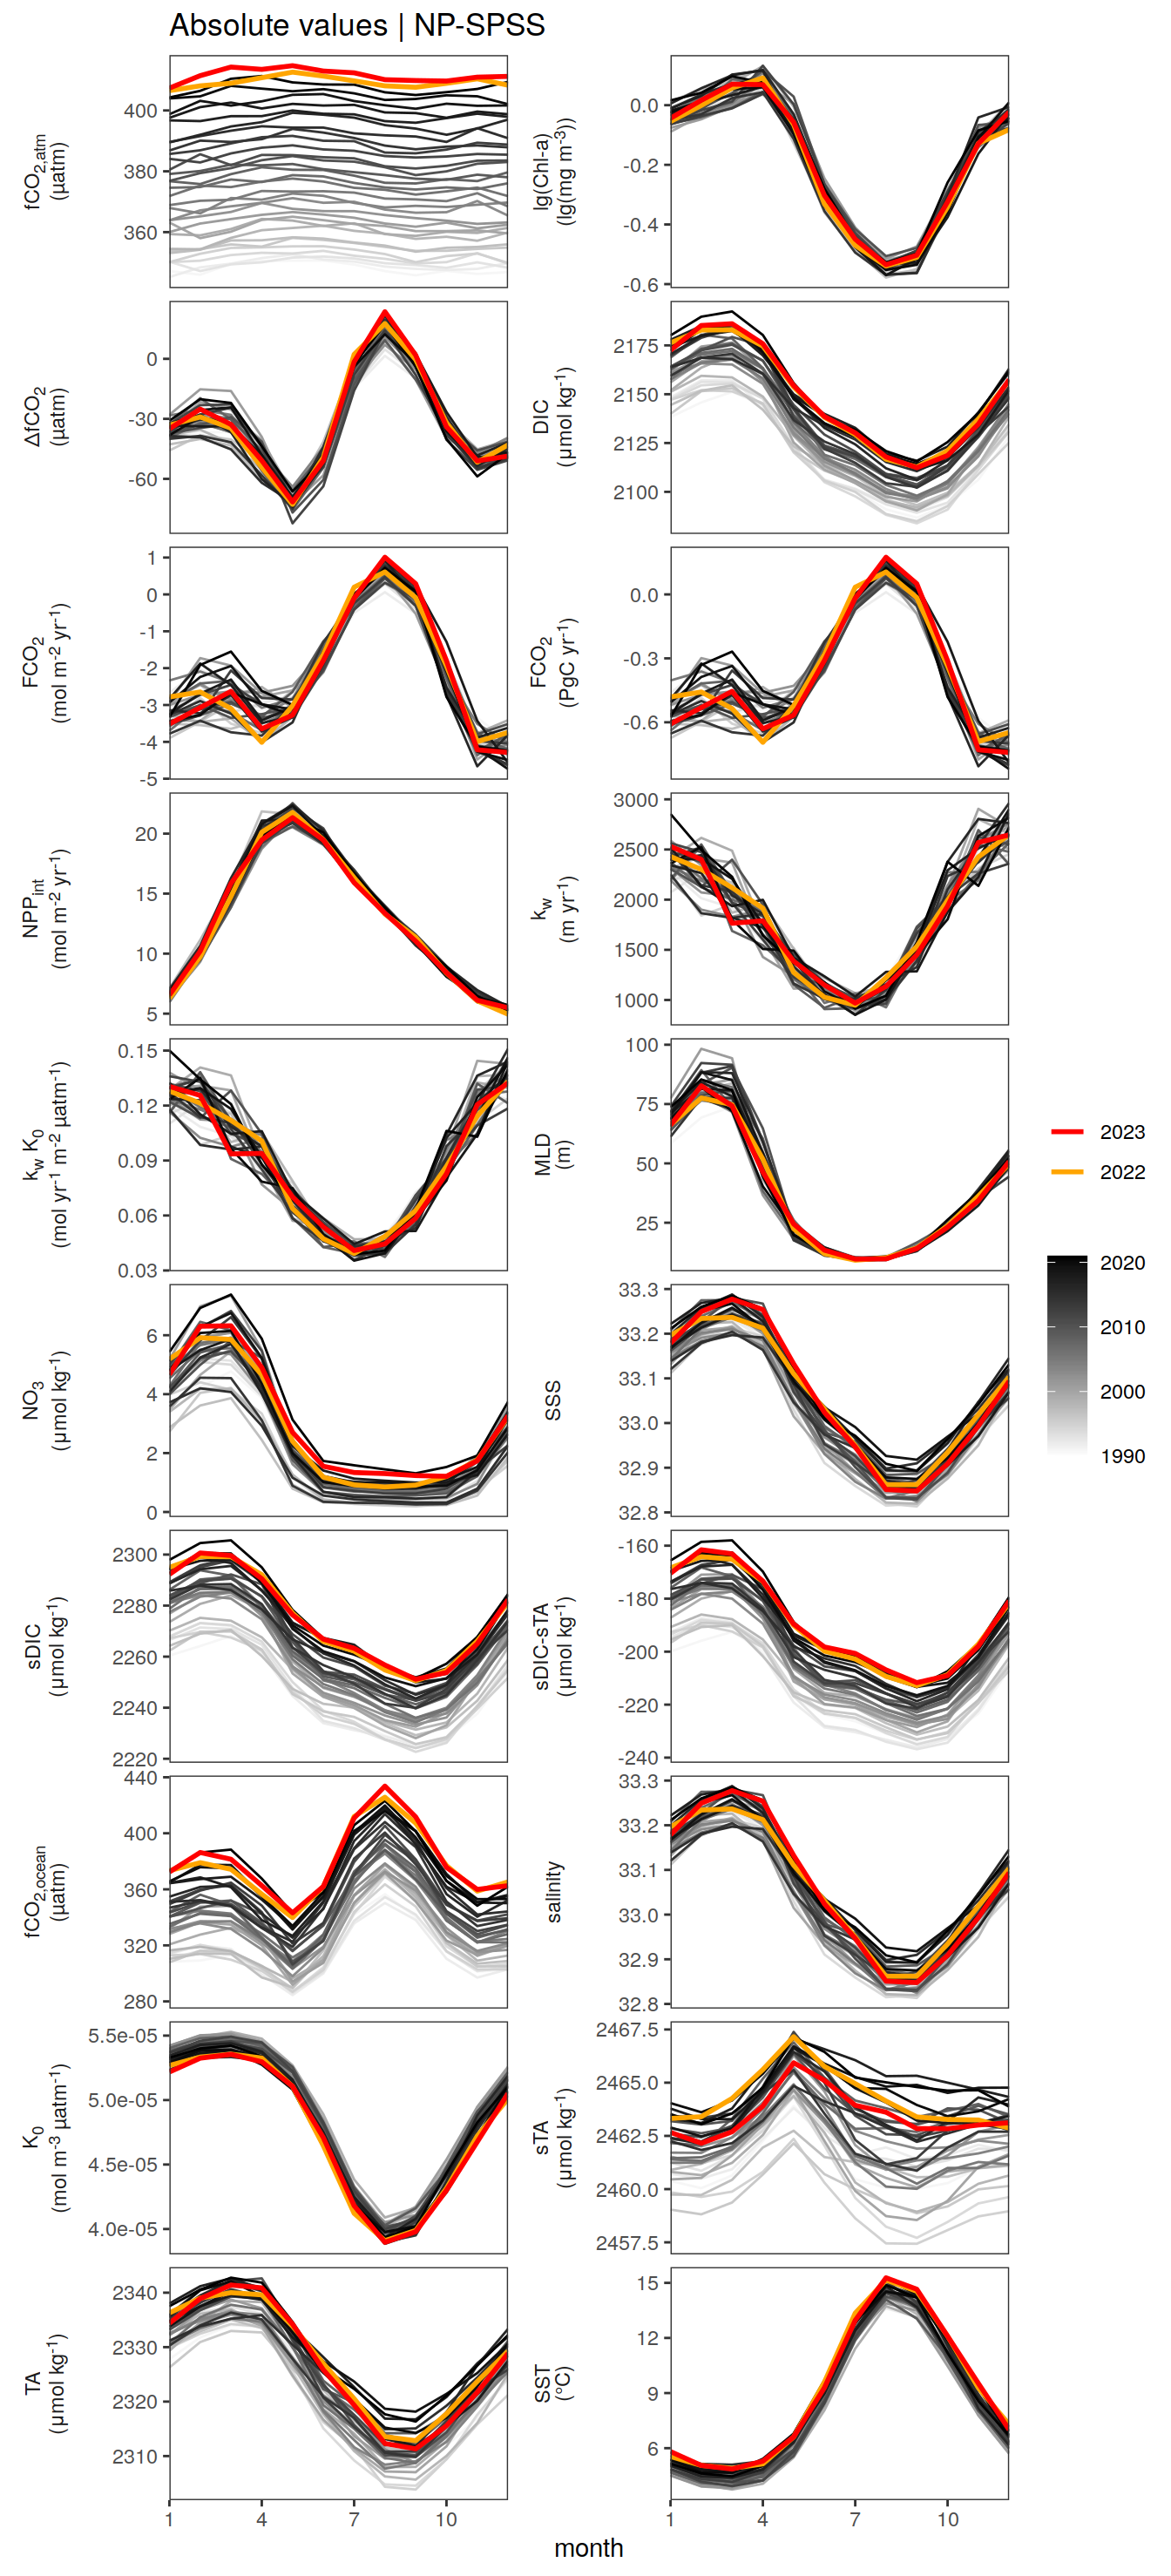 Absolute values | NP-SPSS
fCO2,atm
(µatm)
400
380
360
lg(Chl-a)
(lg(mg m-3))
0.0
-0.2
-0.4
-0.6
ΔfCO2
(µatm)
0
-30
-60
DIC
(µmol kg-1)
2175
2150
2125
2100
FCO2
(mol m-2 yr-1)
1
0
-1
-2
-3
-4
-5
FCO2
(PgC yr-1)
0.0
-0.3
-0.6
NPPint
(mol m-2 yr-1)
20
15
10
5
kw
(m yr-1)
3000
2500
2000
1500
1000
kw K0
(mol yr-1 m-2 µatm-1)
0.15
0.12
0.09
0.06
0.03
MLD
(m)
100
75
50
25
2023
2022
2020
2010
2000
1990
NO3
(µmol kg-1)
6
4
2
0
SSS
33.3
33.2
33.1
33.0
32.9
32.8
sDIC
(µmol kg-1)
2300
2280
2260
2240
2220
sDIC-sTA
(µmol kg-1)
-160
-180
-200
-220
-240
fCO2,ocean
(µatm)
440
400
360
320
280
salinity
33.3
33.2
33.1
33.0
32.9
32.8
K0
(mol m-3 µatm-1)
5.5e-05
5.0e-05
4.5e-05
4.0e-05
sTA
(µmol kg-1)
2467.5
2465.0
2462.5
2460.0
2457.5
TA
(µmol kg-1)
2340
2330
2320
2310
SST
(°C)
15
12
9
6
1 4 7 10
1 4 7 10
month